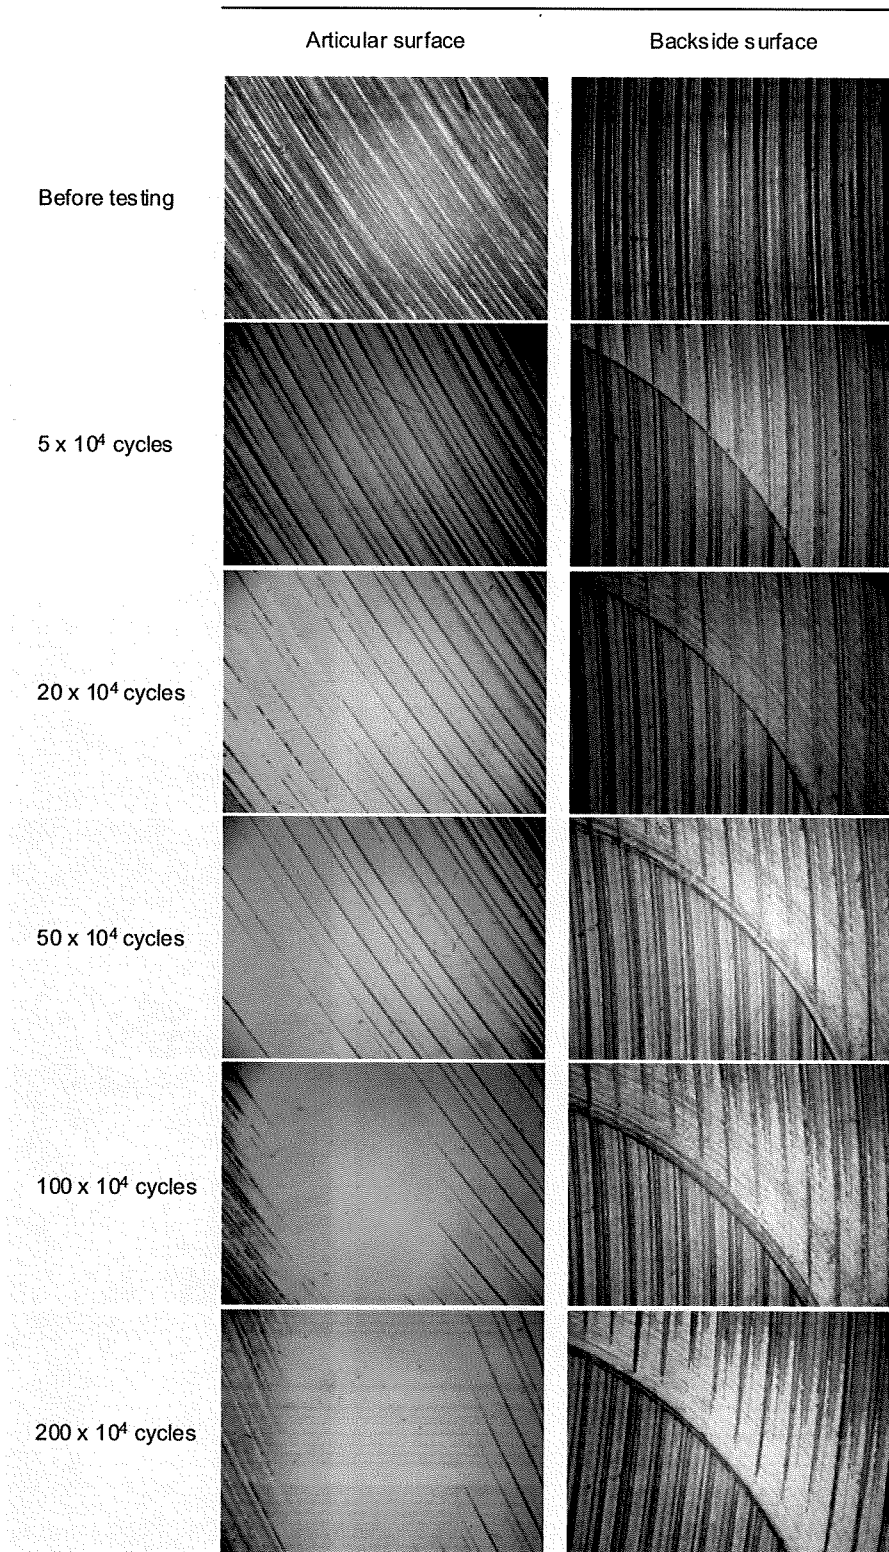 Articular surface
Backside surface
Before testing
5 x 10⁴ cycles
20 x 10⁴ cycles
50 x 10⁴ cycles
100 x 10⁴ cycles
200 x 10⁴ cycles